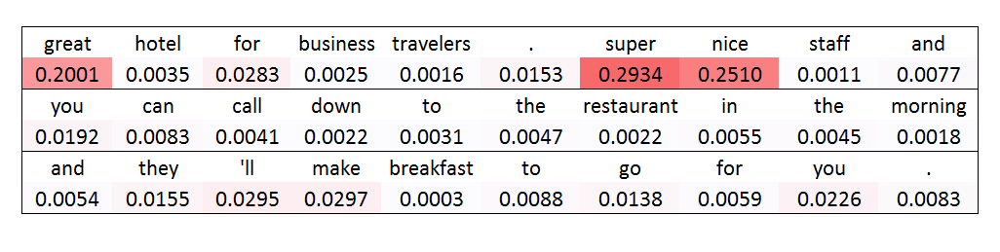 great hotel for business travelers . super nice staff and
0.2001 0.0035 0.0283 0.0025 0.0016 0.0153 0.2934 0.2510 0.0011 0.0077
you can call down to the restaurant in the morning
0.0192 0.0083 0.0041 0.0022 0.0031 0.0047 0.0022 0.0055 0.0045 0.0018
and they 'll make breakfast to go for you .
0.0054 0.0155 0.0295 0.0297 0.0003 0.0088 0.0138 0.0059 0.0226 0.0083